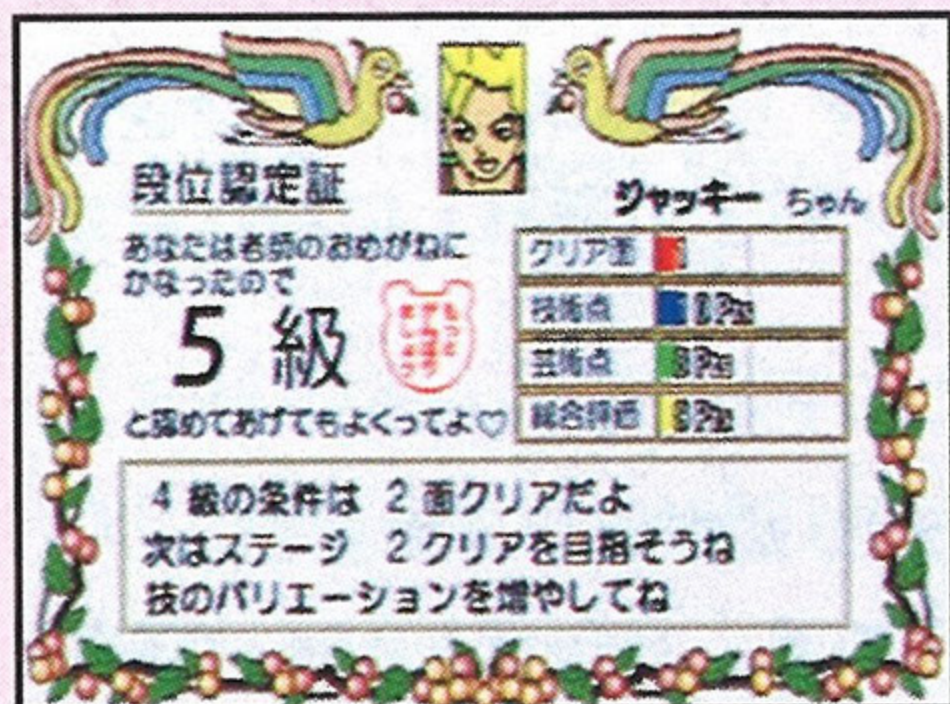 段位認定証
ジャッキー ちゃん
あなたは老師のおめがねに
かなったので
5 級
と認めてあげてもよくってよ♡
クリア面
技術点
芸術点
総合評価
4 級の条件は 2 面クリアだよ
次はステージ 2 クリアを目指そうね
技のバリエーションを増やしてね